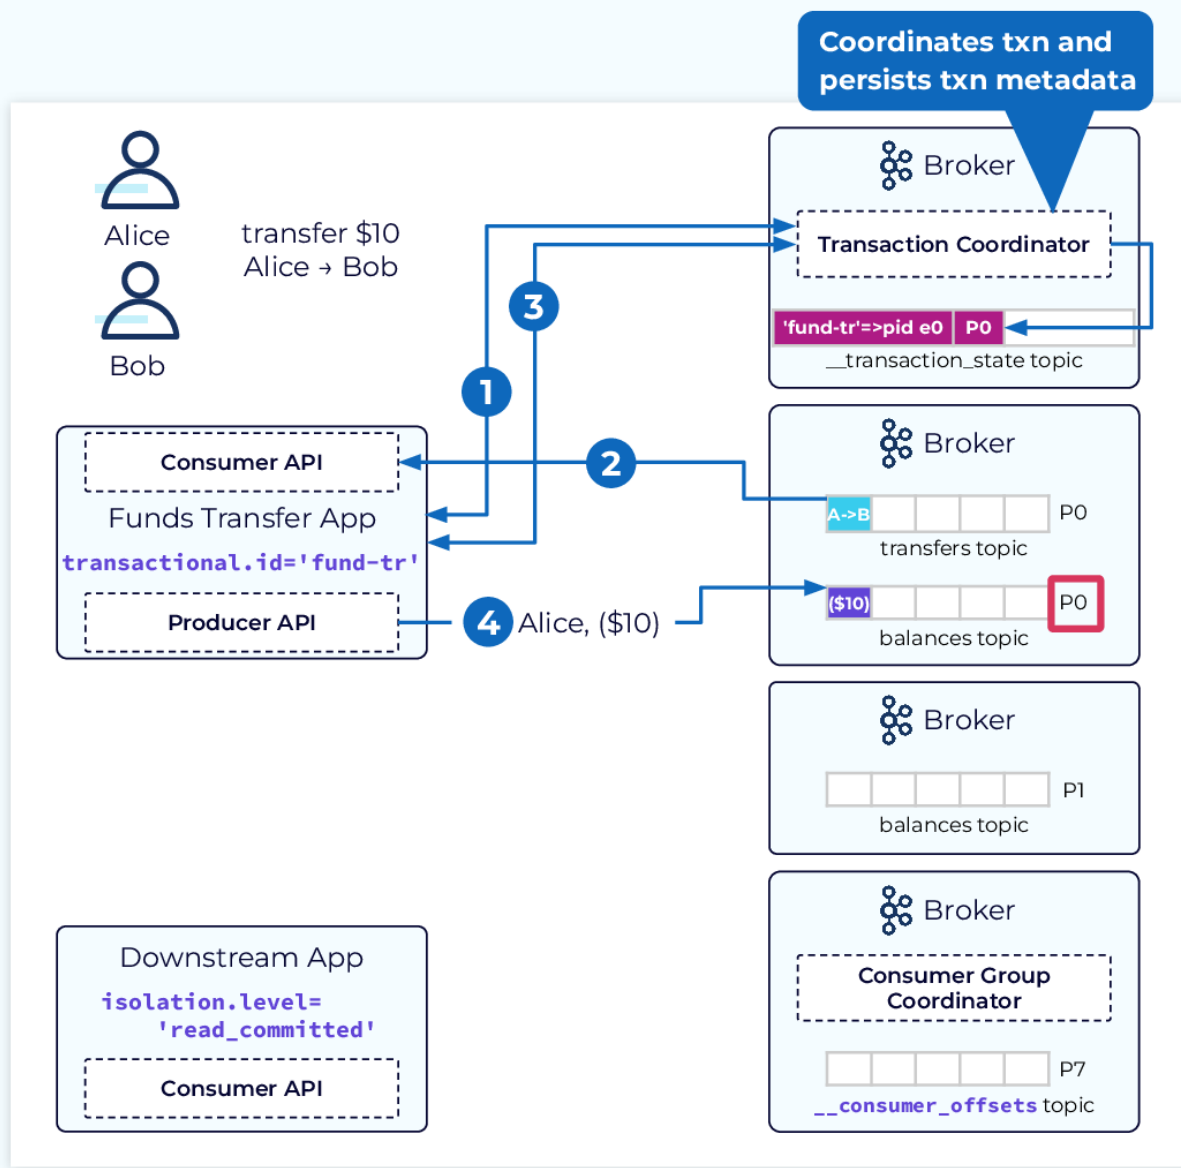 Coordinates txn and
persists txn metadata
Broker
Alice
transfer $10
Alice → Bob
Transaction Coordinator
3
'fund-tr'=>pid e0 P0
__transaction_state topic
Bob
1
Broker
Consumer API
2
Funds Transfer App
A->B
P0
transfers topic
transactional.id='fund-tr'
Producer API
4 Alice, ($10)
($10)
P0
balances topic
Broker
P1
balances topic
Broker
Downstream App
isolation.level=
'read_committed'
Consumer Group
Coordinator
Consumer API
P7
__consumer_offsets topic